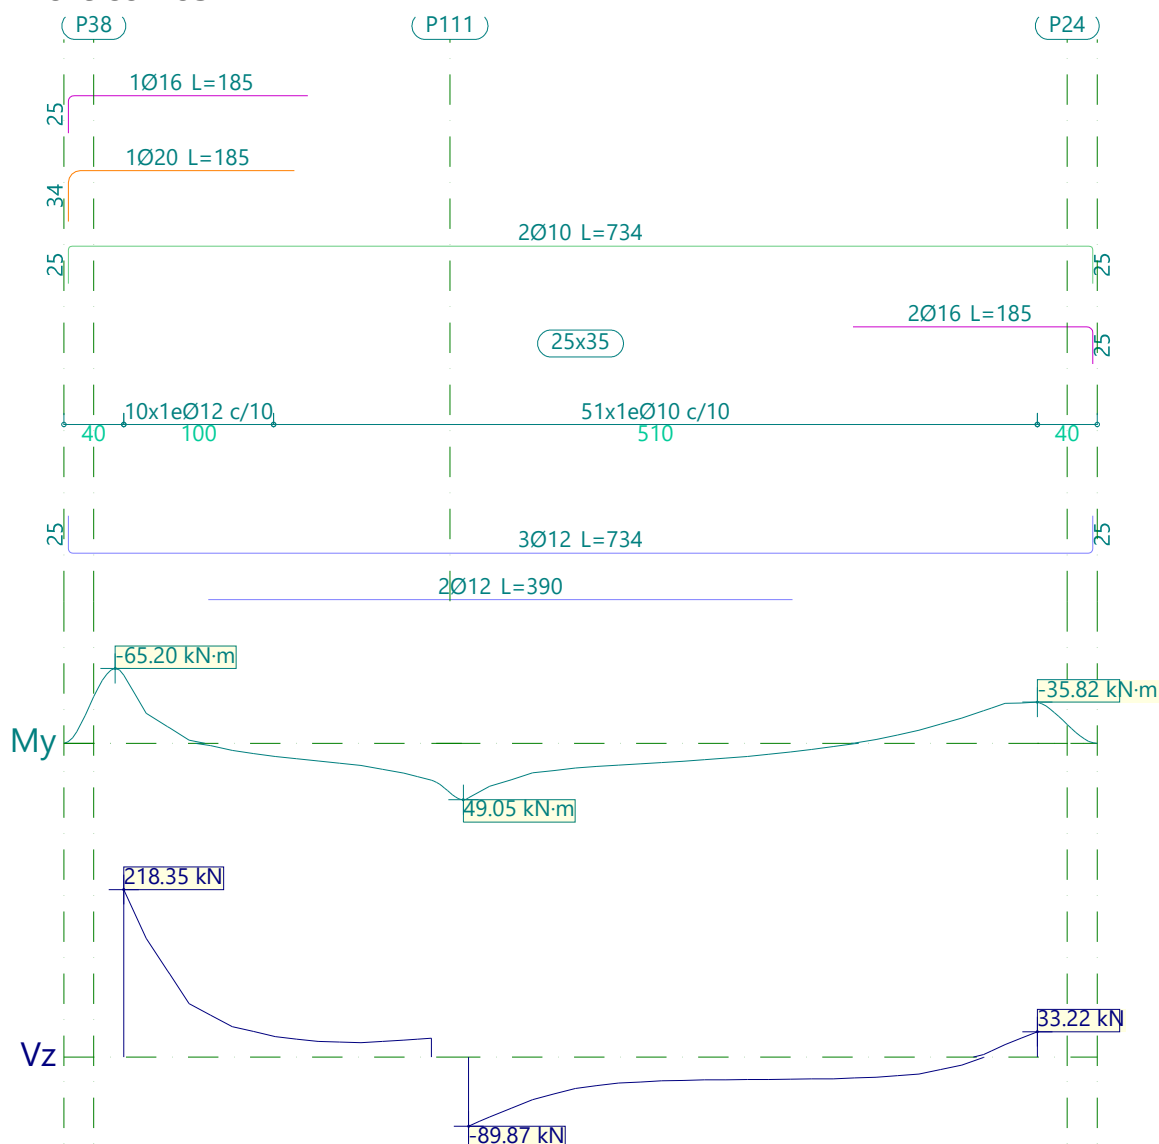 P38 P111 P24
1Ø16 L=185
25
1Ø20 L=185
34
2Ø10 L=734
25 25
2Ø16 L=185
25x35 25
10x1eØ12 c/10 51x1eØ10 c/10
40 100 510 40
25 3Ø12 L=734 25
2Ø12 L=390
-65.20 kN·m
-35.82 kN·m
My
49.05 kN·m
218.35 kN
33.22 kN
Vz
-89.87 kN